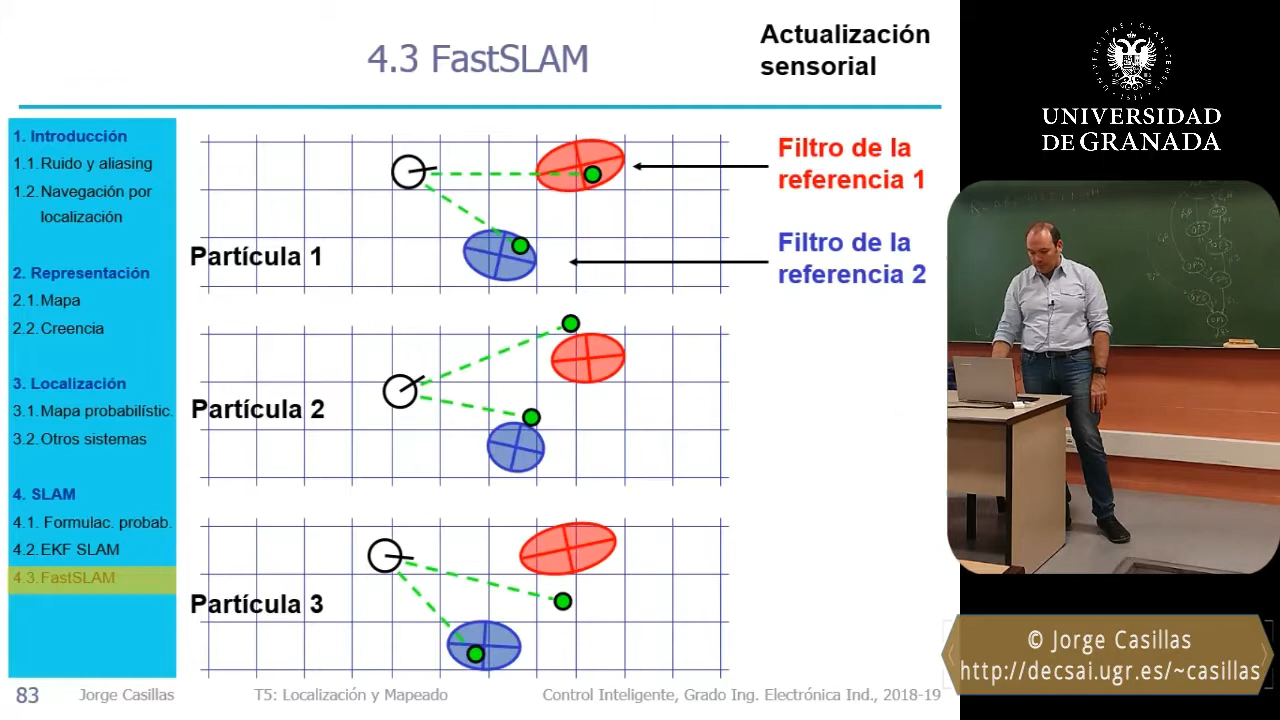 4.3 FastSLAM
Actualización
sensorial
1. Introducción
1.1. Ruido y aliasing
1.2. Navegación por
localización
2. Representación
2.1. Mapa
2.2. Creencia
3. Localización
3.1. Mapa probabilístic.
3.2. Otros sistemas
4. SLAM
4.1. Formulac. probab.
4.2. EKF SLAM
4.3. FastSLAM
Partícula 1
Partícula 2
Partícula 3
Filtro de la
referencia 1
Filtro de la
referencia 2
83
Jorge Casillas
T5: Localización y Mapeado
Control Inteligente, Grado Ing. Electrónica Ind., 2018-19
UNIVERSIDAD
DE GRANADA
© Jorge Casillas
http://decsai.ugr.es/~casillas